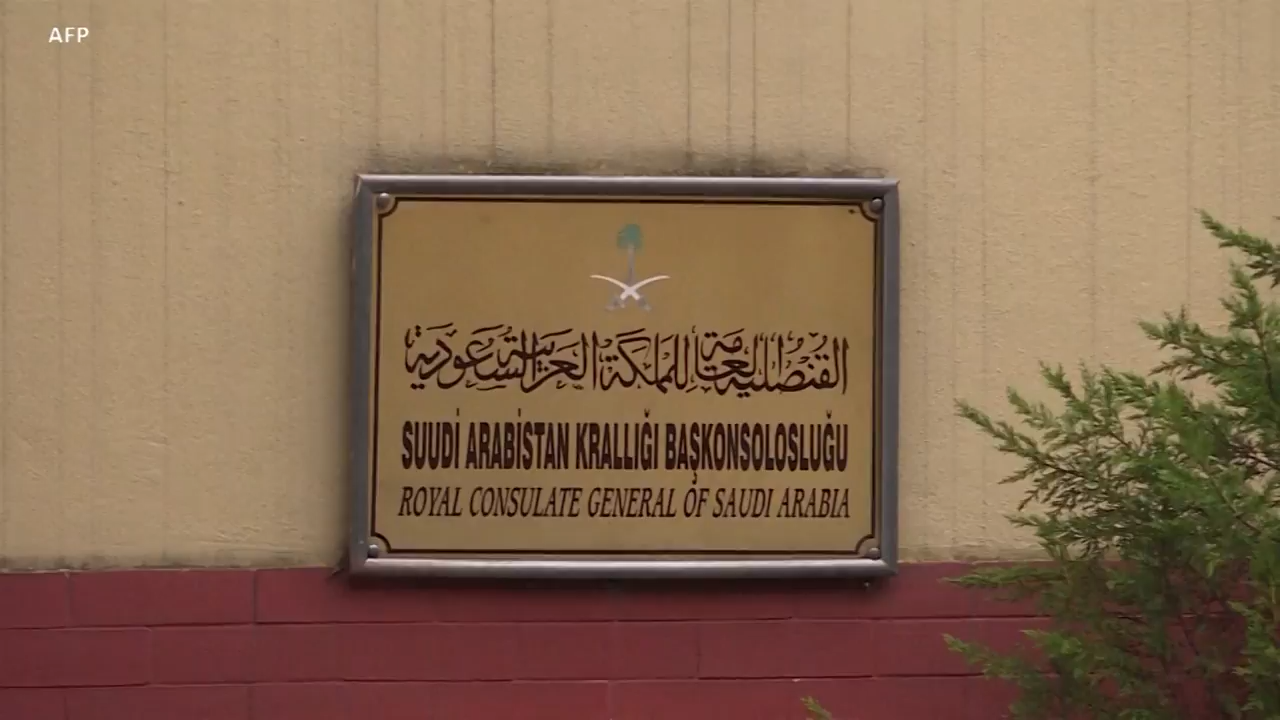 AFP
القنصلية العامة للمملكة العربية السعودية
SUUDİ ARABİSTAN KRALLIĞI BAŞKONSOLOSLUĞU
ROYAL CONSULATE GENERAL OF SAUDI ARABIA